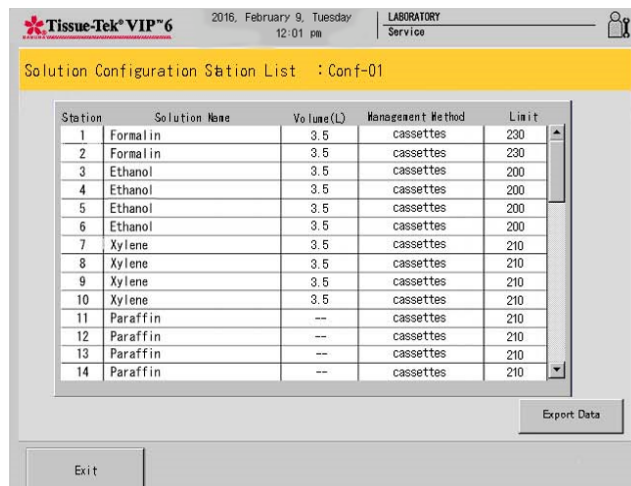 Tissue-Tek® VIP™ 6
SAKURA
2016, February 9, Tuesday
12:01 pm
LABORATORY
Service
Solution Configuration Station List : Conf-01
Station Solution Name Volume(L) Management Method Limit
1 Formalin 3.5 cassettes 230
2 Formalin 3.5 cassettes 230
3 Ethanol 3.5 cassettes 200
4 Ethanol 3.5 cassettes 200
5 Ethanol 3.5 cassettes 200
6 Ethanol 3.5 cassettes 200
7 Xylene 3.5 cassettes 210
8 Xylene 3.5 cassettes 210
9 Xylene 3.5 cassettes 210
10 Xylene 3.5 cassettes 210
11 Paraffin -- cassettes 210
12 Paraffin -- cassettes 210
13 Paraffin -- cassettes 210
14 Paraffin -- cassettes 210
Export Data
Exit